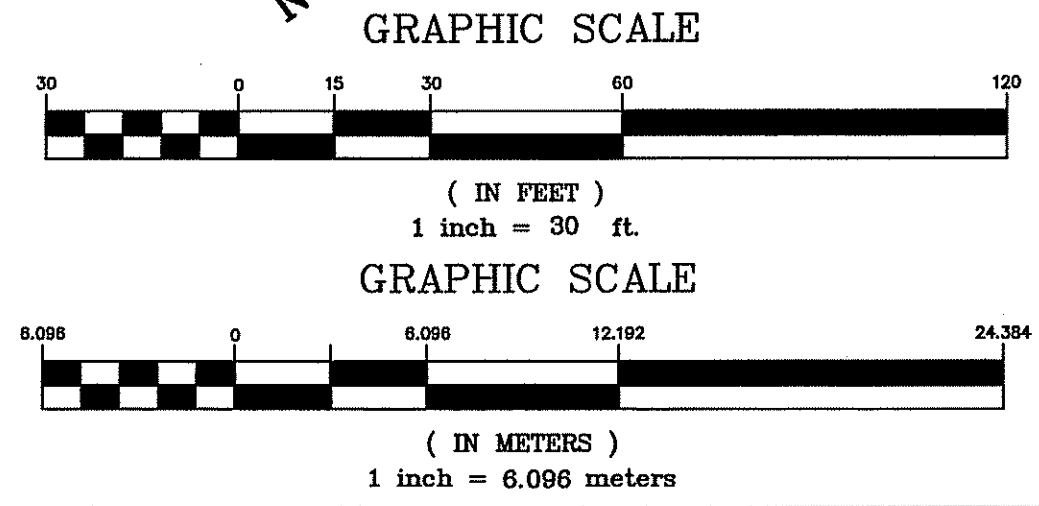 N
GRAPHIC SCALE
30 0 15 30 60 120
( IN FEET )
1 inch = 30 ft.
GRAPHIC SCALE
6.096 0 6.096 12.192 24.384
( IN METERS )
1 inch = 6.096 meters